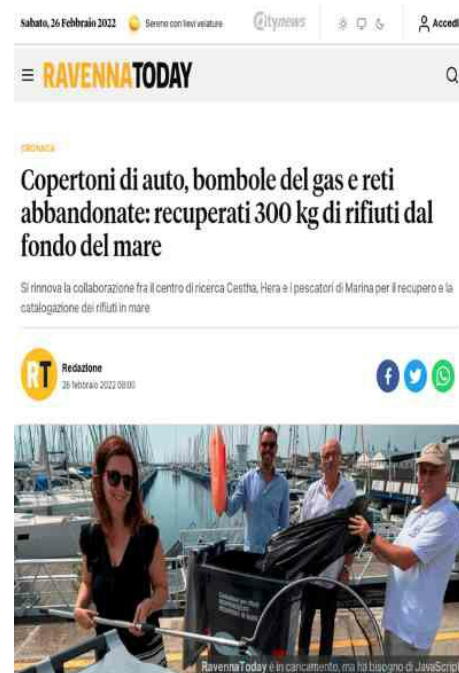 Sabato, 26 Febbraio 2022
Sereno con lievi velature
Citynews
Accedi
RAVENNATODAY
CRONACA
Copertoni di auto, bombole del gas e reti
abbandonate: recuperati 300 kg di rifiuti dal
fondo del mare
Si rinnova la collaborazione fra il centro di ricerca Cestha, Hera e i pescatori di Marina per il recupero e la
catalogazione dei rifiuti in mare
RT
Redazione
26 febbraio 2022 08:00
RavennaToday è in caricamento, ma ha bisogno di JavaScript